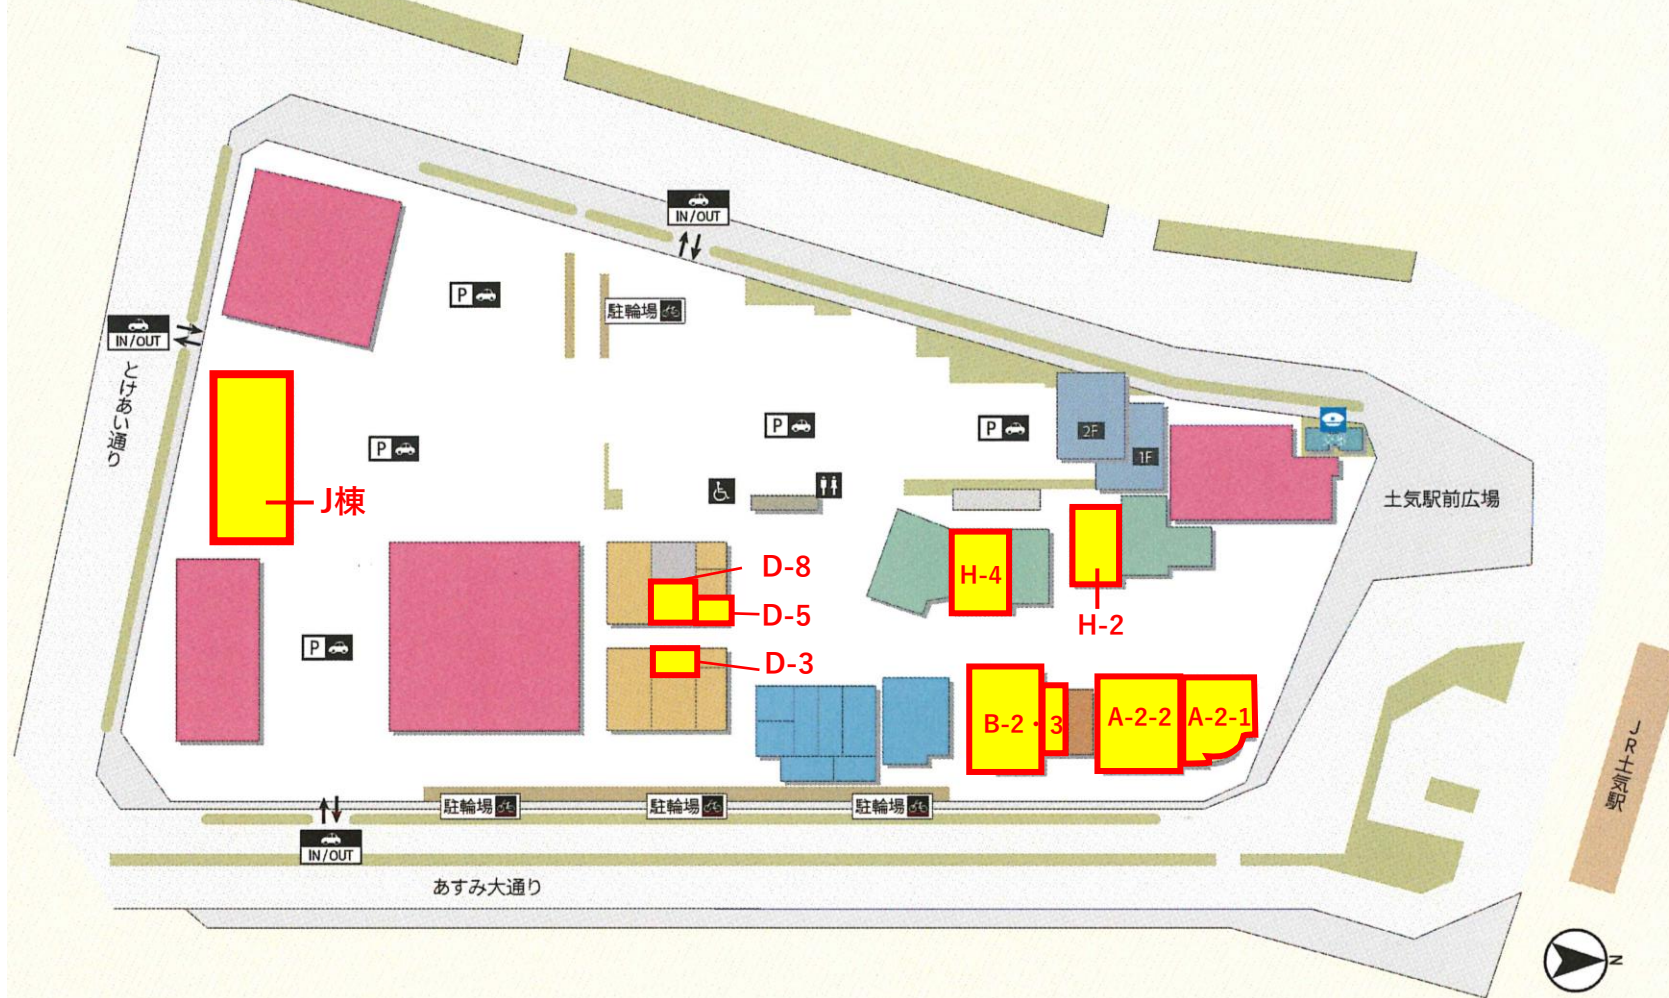 IN/OUT
P
駐輪場
IN/OUT
とけあい通り
P
P
P
2F
1F
J棟
土気駅前広場
D-8
H-4
D-5
H-2
P
D-3
B-2・3
A-2-2
A-2-1
JR土気駅
駐輪場
駐輪場
駐輪場
IN/OUT
あすみ大通り
N